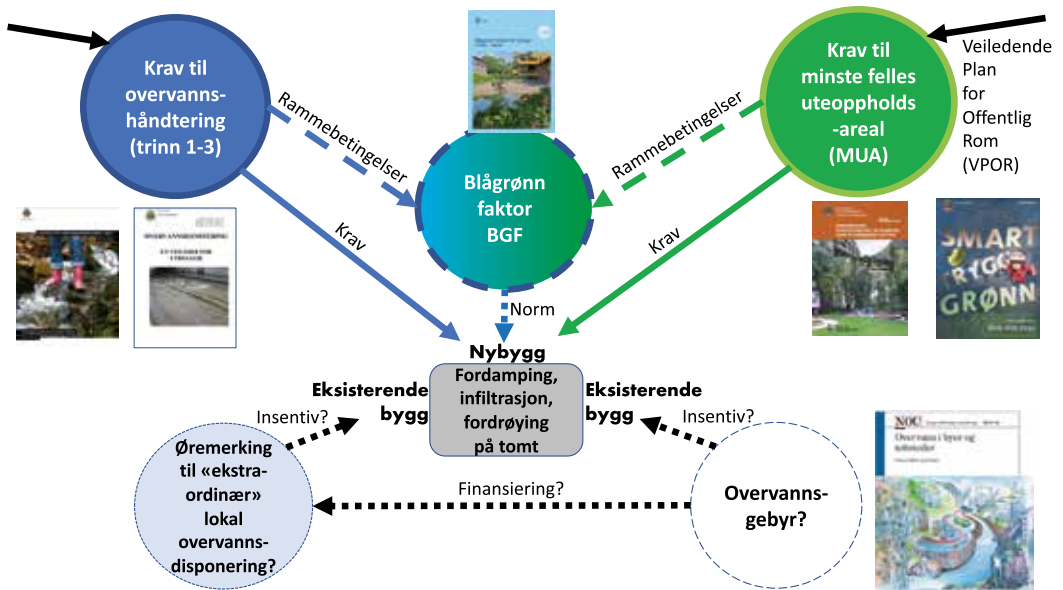 Krav til
overvanns-
håndtering
(trinn 1-3)
Rammebetingelser
Krav
Blågrønn
faktor
BGF
Norm
Rammebetingelser
Krav
Krav til
minste felles
uteoppholds
-areal
(MUA)
Veiledende
Plan
for
Offentlig
Rom
(VPOR)
SMART
BYGG
GRØNN
Nybygg
Fordamping,
infiltrasjon,
fordrøying
på tomt
Eksisterende
bygg
Insentiv?
Eksisterende
bygg
Insentiv?
Øremerking
til «ekstra-
ordinær»
lokal
overvanns-
disponering?
Finansiering?
Overvanns-
gebyr?
NOU
Overvann i byer og
tettsteder